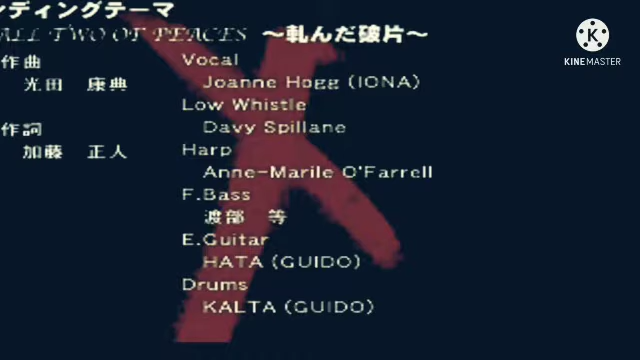 ンディングテーマ
ALL TWO OF PEACES ～軋んだ破片～
作曲
光田 康典
作詞
加藤 正人
Vocal
Joanne Hogg (IONA)
Low Whistle
Davy Spillane
Harp
Anne-Marile O'Farrell
F.Bass
渡部 等
E.Guitar
HATA (GUIDO)
Drums
KALTA (GUIDO)
K
KINEMASTER